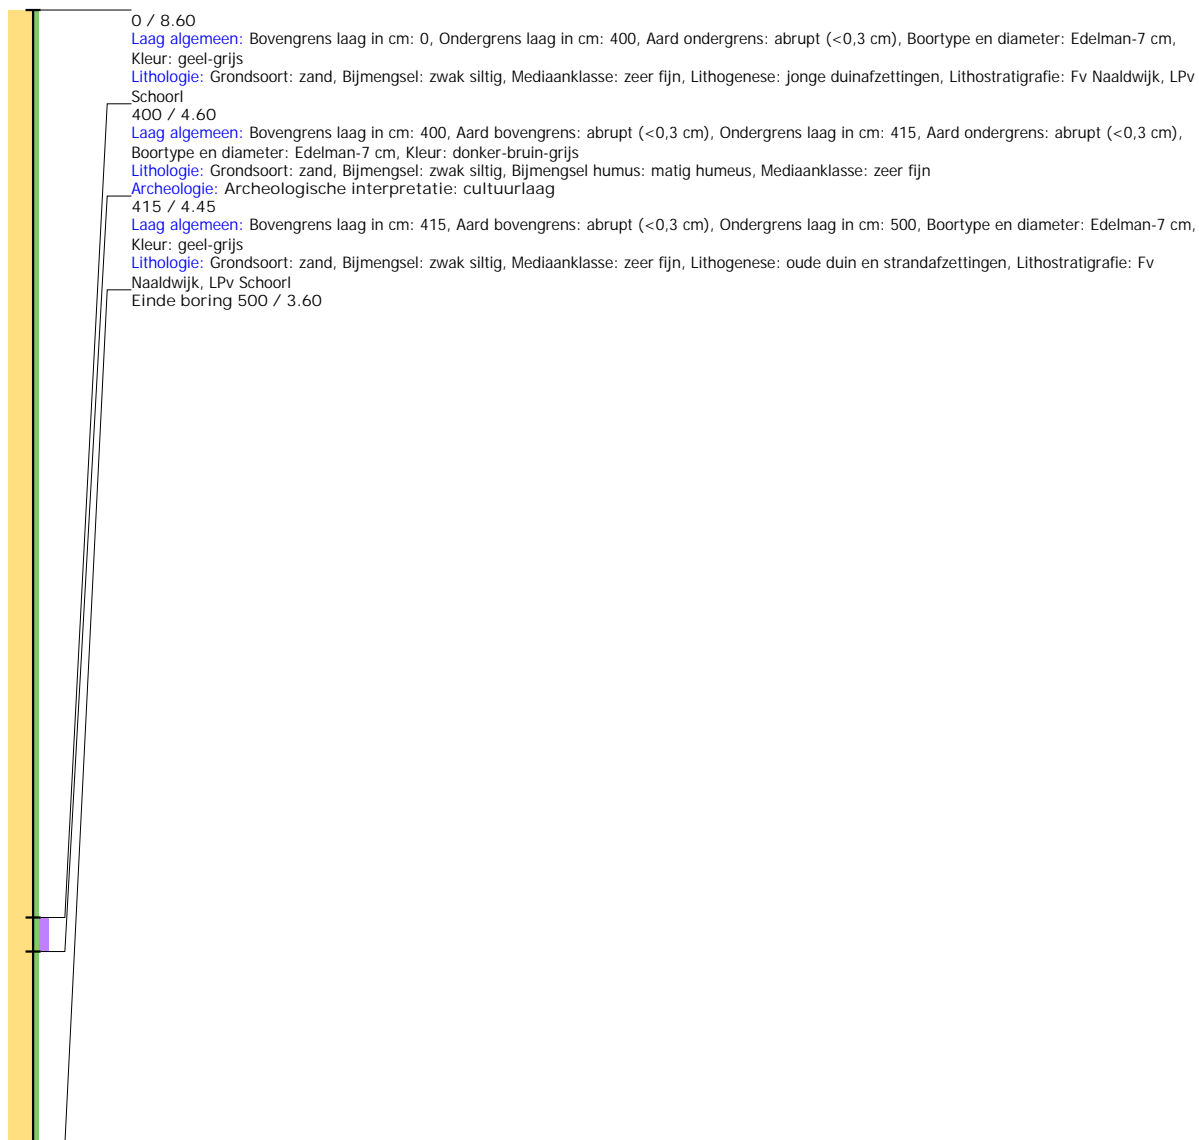 0 / 8.60
Laag algemeen: Bovengrens laag in cm: 0, Ondergrens laag in cm: 400, Aard ondergrens: abrupt (<0,3 cm), Boortype en diameter: Edelman-7 cm,
Kleur: geel-grijs
Lithologie: Grondsoort: zand, Bijmengsel: zwak siltig, Mediaanklasse: zeer fijn, Lithogenese: jonge duinafzettingen, Lithostratigrafie: Fv Naaldwijk, LPv
Schoorl
400 / 4.60
Laag algemeen: Bovengrens laag in cm: 400, Aard bovengrens: abrupt (<0,3 cm), Ondergrens laag in cm: 415, Aard ondergrens: abrupt (<0,3 cm),
Boortype en diameter: Edelman-7 cm, Kleur: donker-bruin-grijs
Lithologie: Grondsoort: zand, Bijmengsel: zwak siltig, Bijmengsel humus: matig humeus, Mediaanklasse: zeer fijn
Archeologie: Archeologische interpretatie: cultuurlaag
415 / 4.45
Laag algemeen: Bovengrens laag in cm: 415, Aard bovengrens: abrupt (<0,3 cm), Ondergrens laag in cm: 500, Boortype en diameter: Edelman-7 cm,
Kleur: geel-grijs
Lithologie: Grondsoort: zand, Bijmengsel: zwak siltig, Mediaanklasse: zeer fijn, Lithogenese: oude duin en strandafzettingen, Lithostratigrafie: Fv
Naaldwijk, LPv Schoorl
Einde boring 500 / 3.60